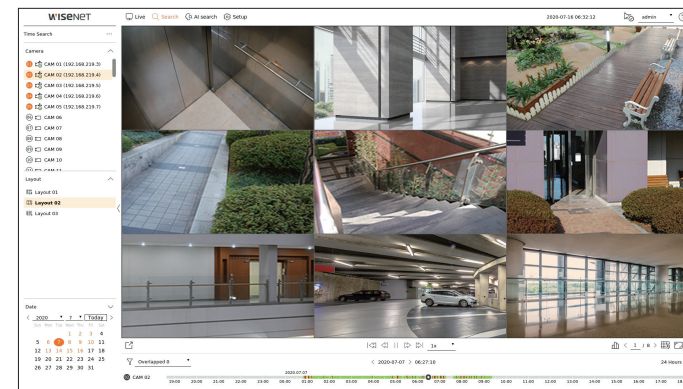 WISENET
Live Search AI search Setup
2020-07-16 06:32:12 admin
Time Search
Camera
CAM 01 (192.168.219.3)
CAM 02 (192.168.219.4)
CAM 03 (192.168.219.5)
CAM 04 (192.168.219.6)
CAM 05 (192.168.219.7)
CAM 06
CAM 07
CAM 08
CAM 09
CAM 10
Layout
Layout 01
Layout 02
Layout 03
Date
2020 7 Today
Sun Mon Tue Wed Thu Fri Sat
1 2 3 4
5 6 7 8 9 10 11
12 13 14 15 16 17 18
19 20 21 22 23 24 25
26 27 28 29 30 31
1x
1 / 8
Overlapped 0
2020-07-07 06:27:10
24 Hours
2020.07.07
CAM 02
19:00 20:00 21:00 22:00 23:00 00:00 01:00 02:00 03:00 04:00 05:00 06:00 07:00 08:00 09:00 10:00 11:00 12:00 13:00 14:00 15:00 16:00 17:00